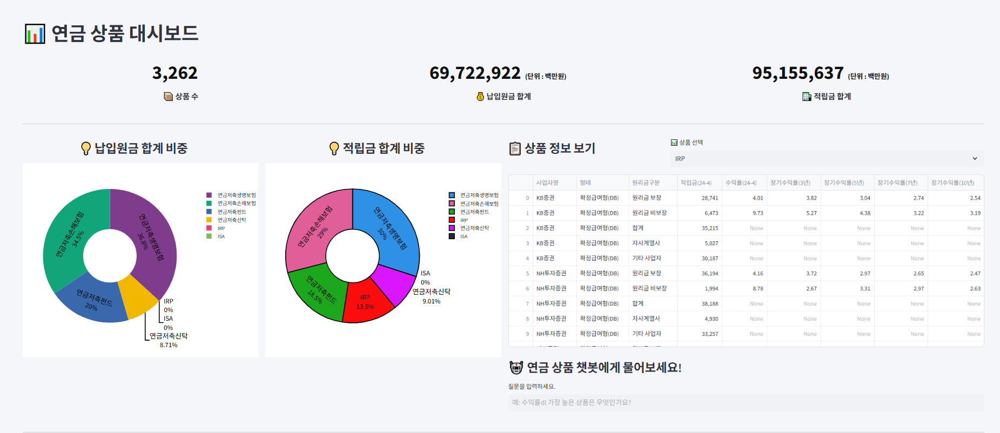 연금 상품 대시보드
3,262
상품 수
69,722,922 (단위 : 백만원)
납입원금 합계
95,155,637 (단위 : 백만원)
적립금 합계
납입원금 합계 비중
연금저축생명보험
36.8%
연금저축손해보험
34.5%
연금저축펀드
20%
IRP
0%
ISA
0%
연금저축신탁
8.71%
연금저축생명보험
연금저축손해보험
연금저축펀드
연금저축신탁
IRP
ISA
적립금 합계 비중
연금저축생명보험
30%
연금저축손해보험
29%
연금저축펀드
18.5%
IRP
13.5%
ISA
0%
연금저축신탁
9.01%
연금저축생명보험
연금저축손해보험
연금저축펀드
IRP
연금저축신탁
ISA
상품 정보 보기
상품 선택
IRP
사업자명 형태 원리금구분 적립금(24-4) 수익률(24-4) 장기수익률(3년) 장기수익률(5년) 장기수익률(7년) 장기수익률(10년)
0 KB증권 확정급여형(DB) 원리금 보장 28,741 4.01 3.82 3.04 2.74 2.54
1 KB증권 확정급여형(DB) 원리금 비보장 6,473 9.73 5.27 4.38 3.22 3.19
2 KB증권 확정급여형(DB) 합계 35,215 None None None None None
3 KB증권 확정급여형(DB) 자사계열사 5,027 None None None None None
4 KB증권 확정급여형(DB) 기타 사업자 30,187 None None None None None
5 NH투자증권 확정급여형(DB) 원리금 보장 36,194 4.16 3.72 2.97 2.65 2.47
6 NH투자증권 확정급여형(DB) 원리금 비보장 1,994 8.78 2.67 3.31 2.97 2.63
7 NH투자증권 확정급여형(DB) 합계 38,188 None None None None None
8 NH투자증권 확정급여형(DB) 자사계열사 4,930 None None None None None
9 NH투자증권 확정급여형(DB) 기타 사업자 33,257 None None None None None
연금 상품 챗봇에게 물어보세요!
질문을 입력하세요.
예: 수익률dl 가장 높은 상품은 무엇인가요?